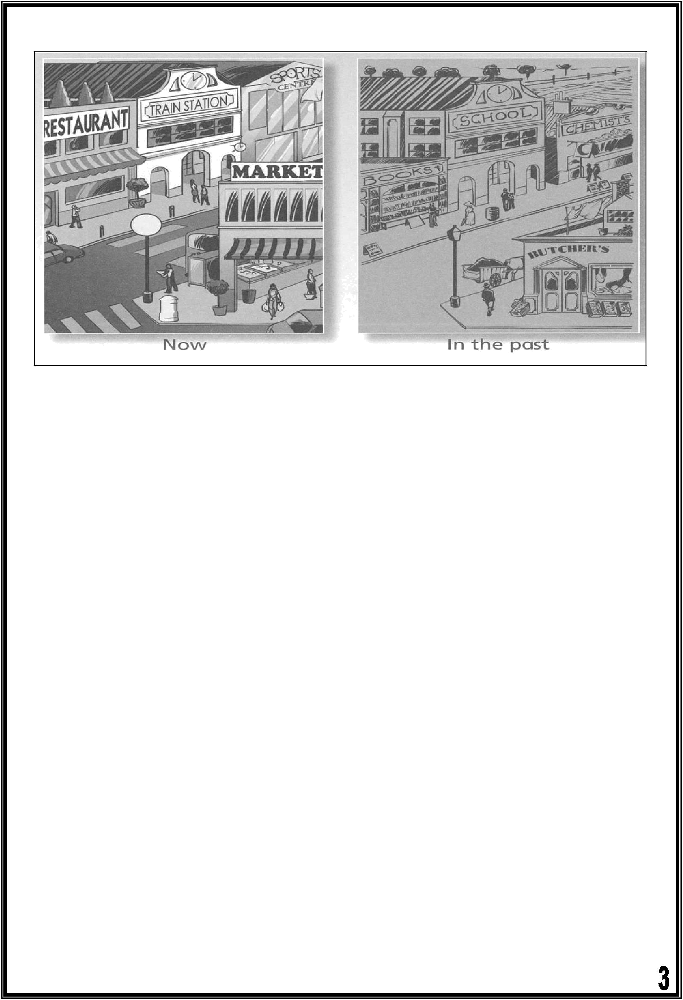 RESTAURANT
TRAIN STATION
SPORTS
CENTRE
MARKET
Now
SCHOOL
CHEMIST'S
C
BOOKS
BUTCHER'S
In the past
3